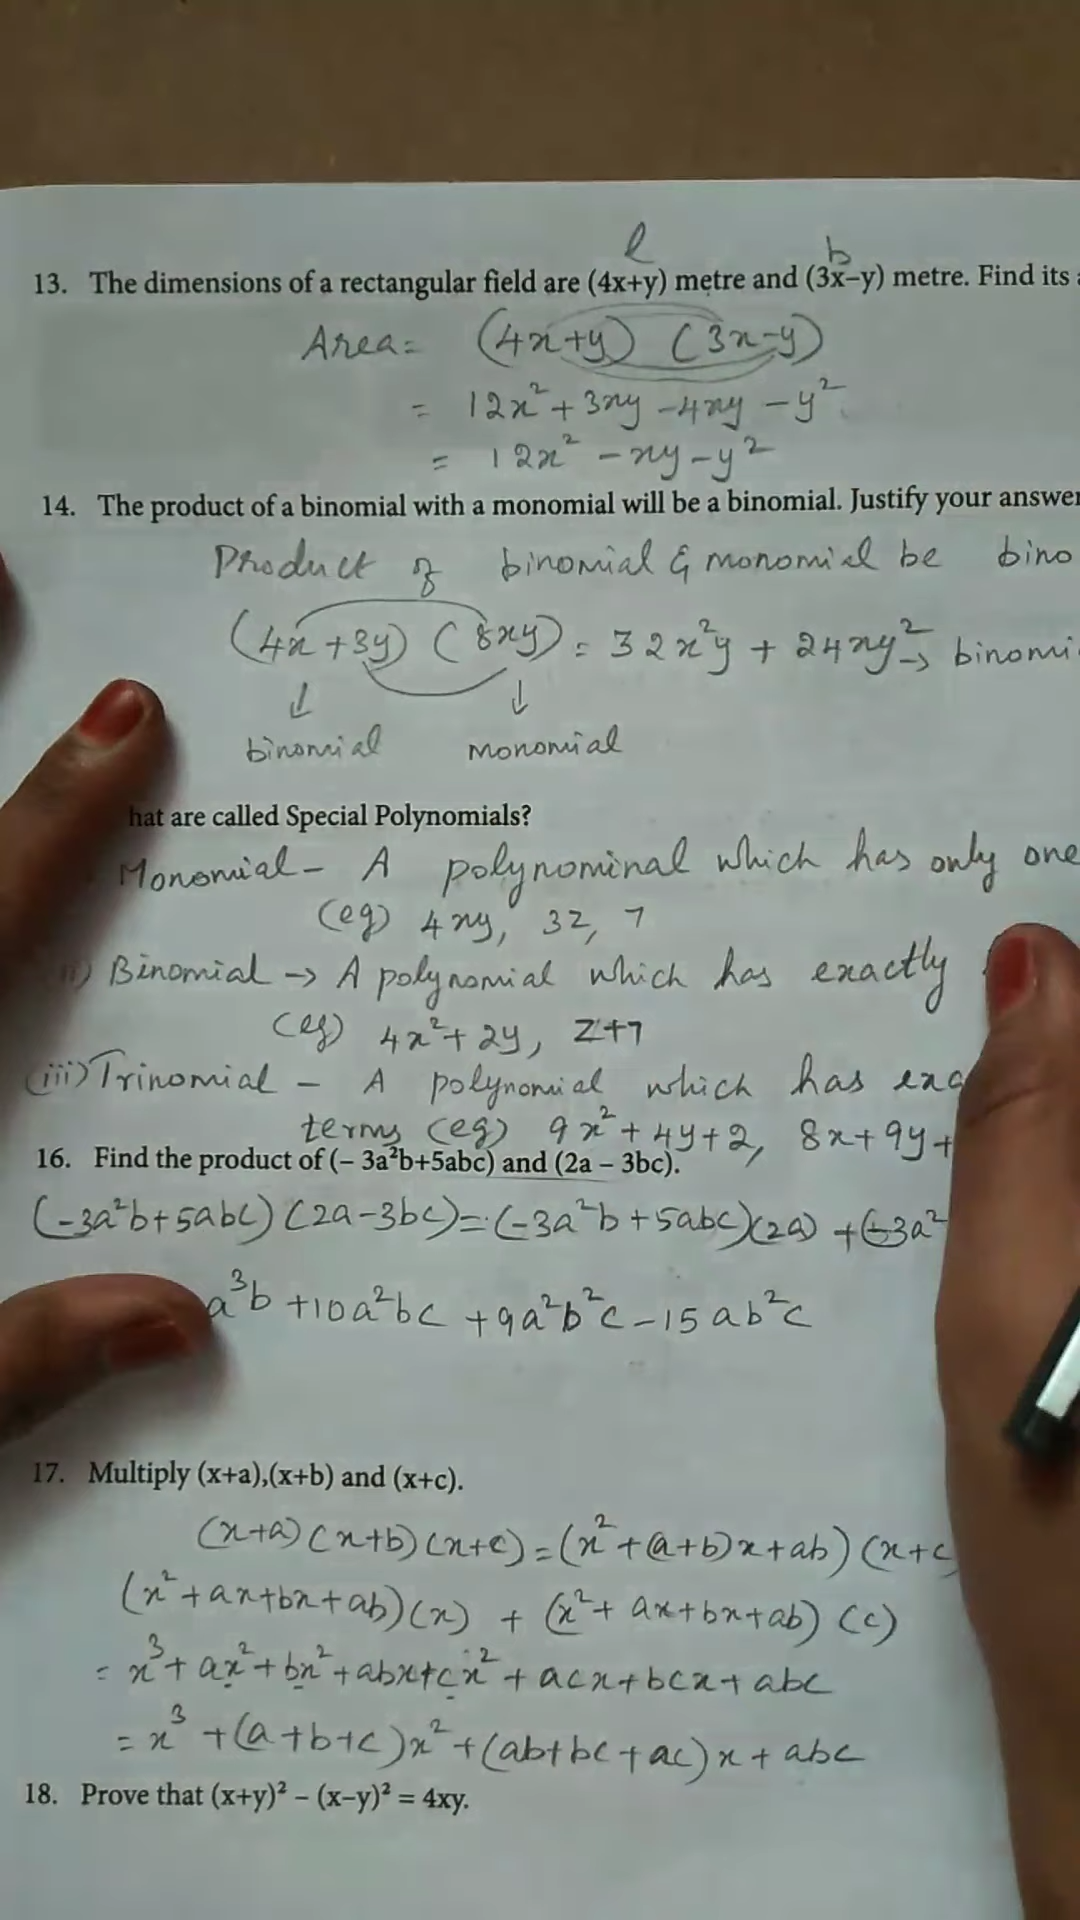 l b
13. The dimensions of a rectangular field are (4x+y) metre and (3x–y) metre. Find its
Area = (4x+y) (3x-y)
= 12x² + 3xy - 4xy - y²
= 12x² - xy - y²
14. The product of a binomial with a monomial will be a binomial. Justify your answer
Product of binomial & monomial be bino
(4x+3y) (8xy) = 32x²y + 24xy² → binomi
↓ ↓
binomial monomial
hat are called Special Polynomials?
Monomial - A polynominal which has only one
(eg) 4xy, 3z, 7
ii) Binomial → A polynomial which has exactly
(eg) 4x²+2y, z+7
(iii) Trinomial - A polynomial which has exa
terms (eg) 9x²+4y+2, 8x+9y+
16. Find the product of (– 3a²b+5abc) and (2a – 3bc).
(-3a²b+5abc) (2a-3bc) = (-3a²b+5abc)(2a) + (-3a²
a³b +10a²bc +9a²b²c -15ab²c
17. Multiply (x+a),(x+b) and (x+c).
(x+a) (x+b) (x+c) = (x²+(a+b)x+ab) (x+c
(x²+ax+bx+ab)(x) + (x²+ax+bx+ab) (c)
= x³+ax²+bx²+abx+cx²+acx+bcx+abc
= x³+(a+b+c)x²+(ab+bc+ac)x+abc
18. Prove that (x+y)² – (x–y)² = 4xy.